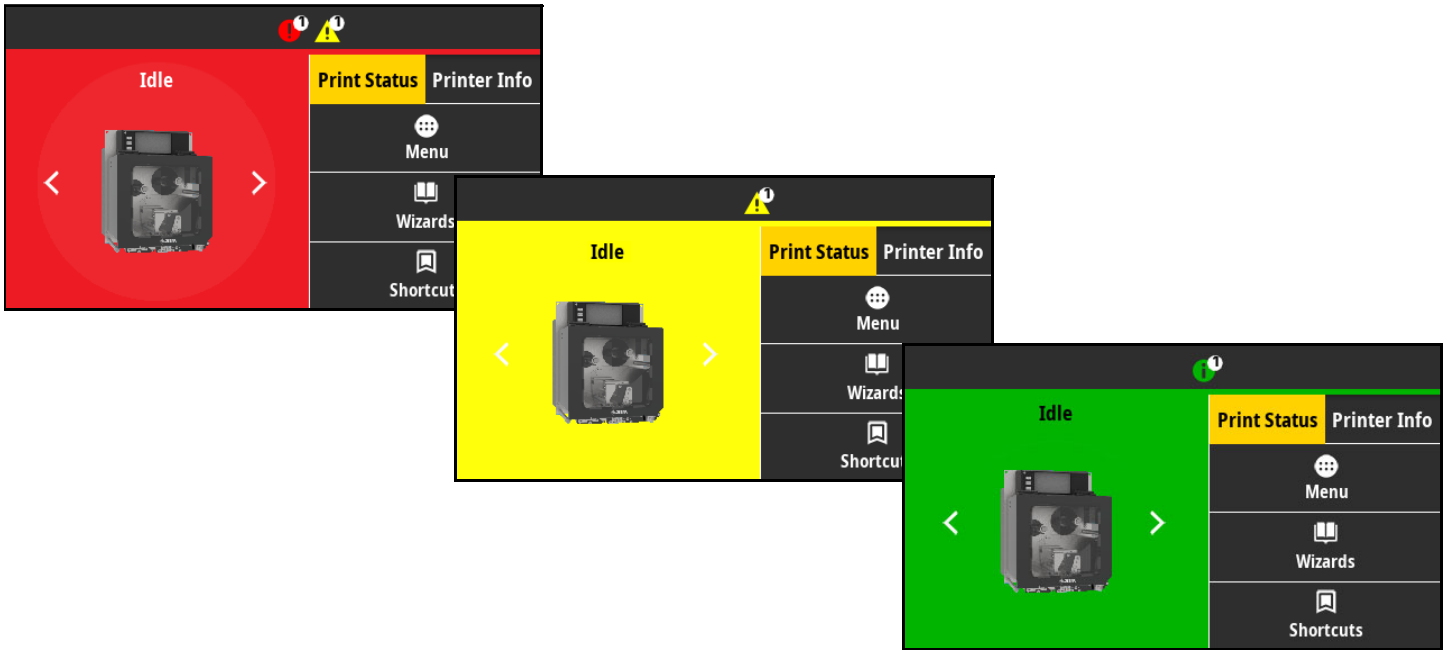 1 1
Idle
Print Status Printer Info
Menu
Wizards
Shortcut
1
Idle
Print Status Printer Info
Menu
Wizards
Shortcu
1
Idle
Print Status Printer Info
Menu
Wizards
Shortcuts